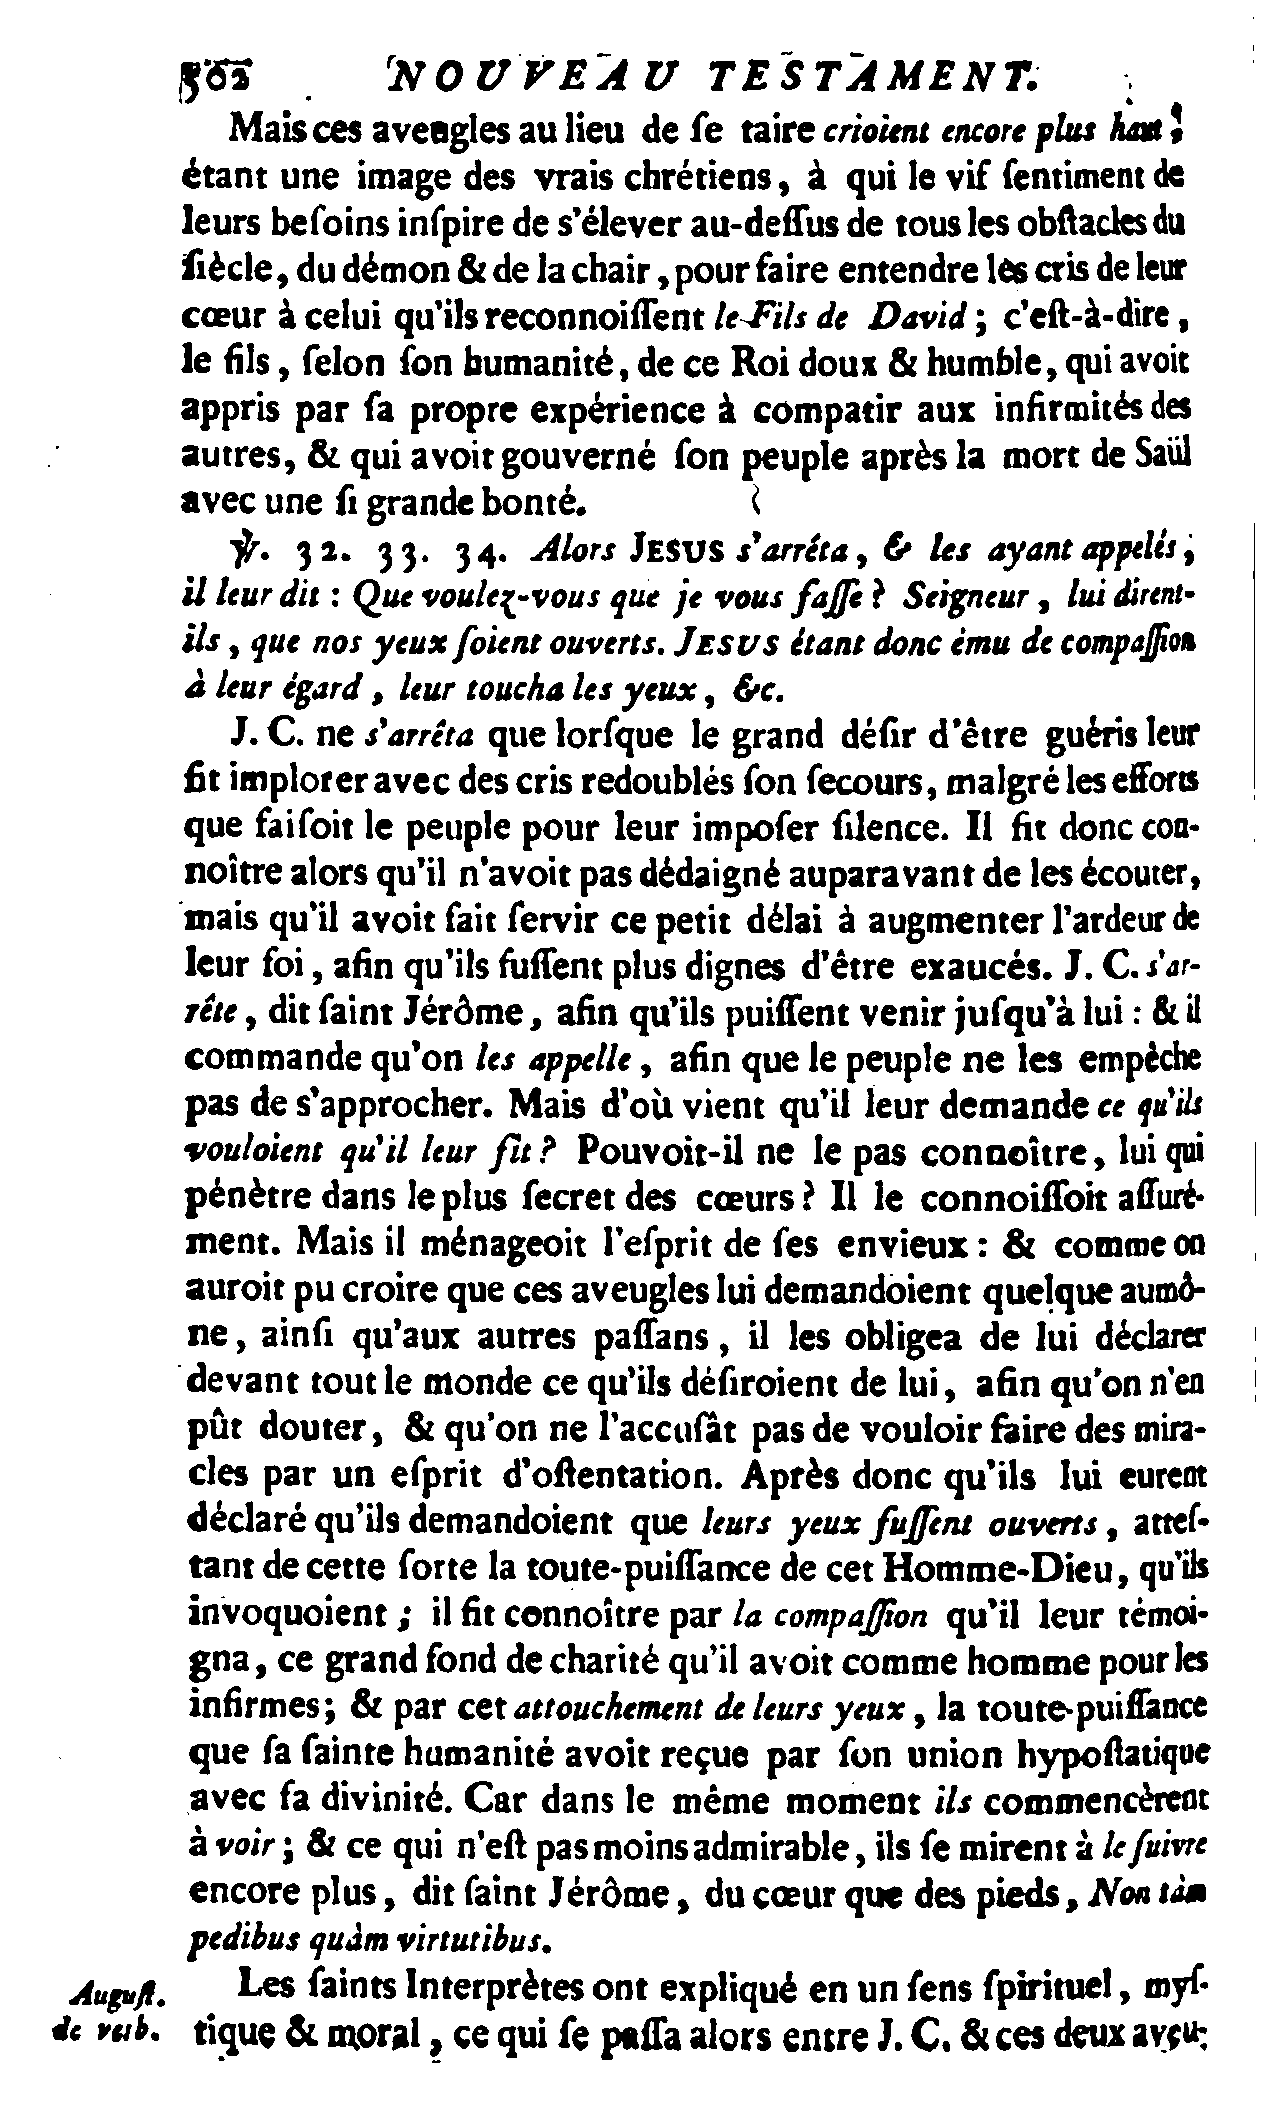 502 NOUVEAU TESTAMENT.
Mais ces aveugles au lieu de ſe taire crioient encore plus haut ;
étant une image des vrais chrétiens, à qui le vif ſentiment de
leurs beſoins inſpire de s'élever au-deſſus de tous les obſtacles du
ſiècle, du démon & de la chair, pour faire entendre les cris de leur
cœur à celui qu'ils reconnoiſſent le Fils de David ; c'eſt-à-dire,
le fils, ſelon ſon humanité, de ce Roi doux & humble, qui avoit
appris par ſa propre expérience à compatir aux infirmités des
autres, & qui avoit gouverné ſon peuple après la mort de Saül
avec une ſi grande bonté.
℣. 32. 33. 34. Alors JESUS s'arrêta, & les ayant appelés,
il leur dit : Que voulez-vous que je vous faſſe ? Seigneur, lui dirent-
ils, que nos yeux ſoient ouverts. JESUS étant donc ému de compaſſion
à leur égard, leur toucha les yeux, &c.
J. C. ne s'arrêta que lorſque le grand déſir d'être guéris leur
fit implorer avec des cris redoublés ſon ſecours, malgré les efforts
que faiſoit le peuple pour leur impoſer ſilence. Il fit donc con-
noître alors qu'il n'avoit pas dédaigné auparavant de les écouter,
mais qu'il avoit fait ſervir ce petit délai à augmenter l'ardeur de
leur foi, afin qu'ils fuſſent plus dignes d'être exaucés. J. C. s'ar-
rête, dit ſaint Jérôme, afin qu'ils puiſſent venir juſqu'à lui : & il
commande qu'on les appelle, afin que le peuple ne les empèche
pas de s'approcher. Mais d'où vient qu'il leur demande ce qu'ils
vouloient qu'il leur fit ? Pouvoit-il ne le pas connoître, lui qui
pénètre dans le plus ſecret des cœurs ? Il le connoiſſoit aſſuré-
ment. Mais il ménageoit l'eſprit de ſes envieux : & comme on
auroit pu croire que ces aveugles lui demandoient quelque aumô-
ne, ainſi qu'aux autres paſſans, il les obligea de lui déclarer
devant tout le monde ce qu'ils déſiroient de lui, afin qu'on n'en
pût douter, & qu'on ne l'accuſât pas de vouloir faire des mira-
cles par un eſprit d'oſtentation. Après donc qu'ils lui eurent
déclaré qu'ils demandoient que leurs yeux fuſſent ouverts, atteſ-
tant de cette ſorte la toute-puiſſance de cet Homme-Dieu, qu'ils
invoquoient ; il fit connoître par la compaſſion qu'il leur témoi-
gna, ce grand fond de charité qu'il avoit comme homme pour les
infirmes ; & par cet attouchement de leurs yeux, la toute-puiſſance
que ſa ſainte humanité avoit reçue par ſon union hypoſtatique
avec ſa divinité. Car dans le même moment ils commencèrent
à voir ; & ce qui n'eſt pas moins admirable, ils ſe mirent à le ſuivre
encore plus, dit ſaint Jérôme, du cœur que des pieds, Non tàm
pedibus quàm virtutibus.
Les ſaints Interprètes ont expliqué en un ſens ſpirituel, myſ-
tique & moral, ce qui ſe paſſa alors entre J. C. & ces deux aveu-
Auguſt.
de verb.